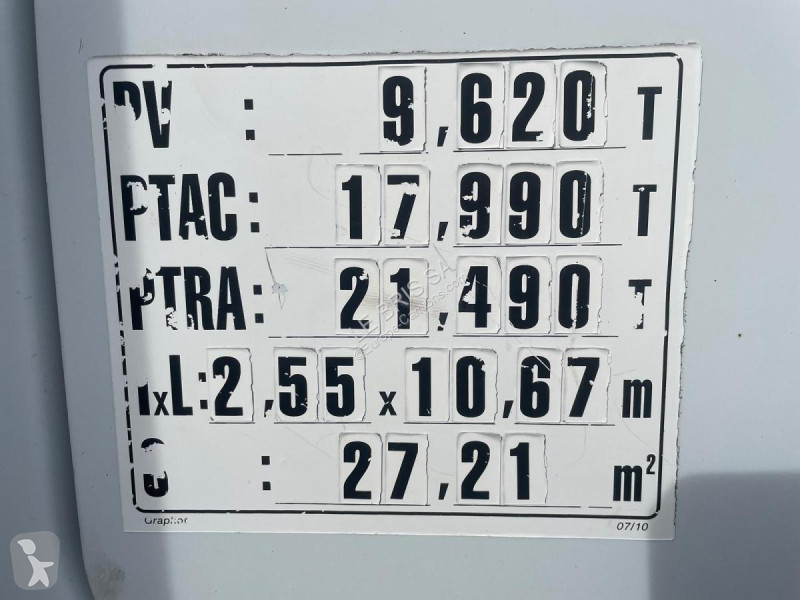 PV : 9,620 T
PTAC: 17,990 T
PTRA: 21,490 T
lxL: 2,55 x 10,67 m
S : 27,21 m²
Graphor 07/10